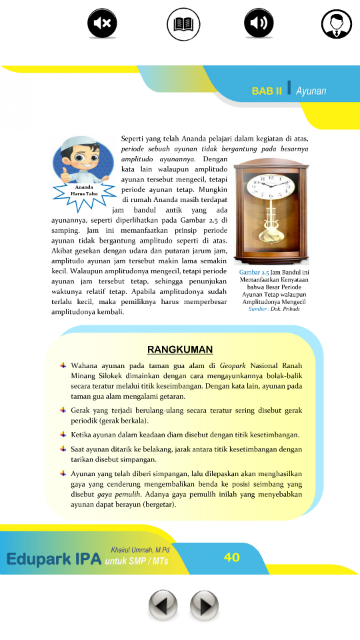 BAB II | Ayunan
Seperti yang telah Ananda pelajari dalam kegiatan di atas,
periode sebuah ayunan tidak bergantung pada besarnya
amplitudo ayunannya. Dengan
kata lain walaupun amplitudo
ayunan tersebut mengecil, tetapi
periode ayunan tetap. Mungkin
di rumah Ananda masih terdapat
jam bandul antik yang ada
ayunannya, seperti diperlihatkan pada Gambar 2.5 di
samping. Jam ini memanfaatkan prinsip periode
ayunan tidak bergantung amplitudo seperti di atas.
Akibat gesekan dengan udara dan putaran jarum jam,
amplitudo ayunan jam tersebut makin lama semakin
kecil. Walaupun amplitudonya mengecil, tetapi periode
ayunan jam tersebut tetap, sehingga penunjukan
waktunya relatif tetap. Apabila amplitudonya sudah
terlalu kecil, maka pemiliknya harus memperbesar
amplitudonya kembali.
Ananda
Harus Tahu
Gambar 2.5 Jam Bandul ini
Memanfaatkan Kenyataan
bahwa Besar Periode
Ayunan Tetap walaupun
Amplitudonya Mengecil
Sumber : Dok. Pribadi
RANGKUMAN
Wahana ayunan pada taman gua alam di Geopark Nasional Ranah
Minang Silokek dimainkan dengan cara mengayunkannya bolak-balik
secara teratur melalui titik keseimbangan. Dengan kata lain, ayunan pada
taman gua alam mengalami getaran.
Gerak yang terjadi berulang-ulang secara teratur sering disebut gerak
periodik (gerak berkala).
Ketika ayunan dalam keadaan diam disebut dengan titik kesetimbangan.
Saat ayunan ditarik ke belakang, jarak antara titik kesetimbangan dengan
tarikan disebut simpangan.
Ayunan yang telah diberi simpangan, lalu dilepaskan akan menghasilkan
gaya yang cenderung mengembalikan benda ke posisi seimbang yang
disebut gaya pemulih. Adanya gaya pemulih inilah yang menyebabkan
ayunan dapat berayun (bergetar).
Khairul Ummah, M.Pd
Edupark IPA untuk SMP / MTs
40